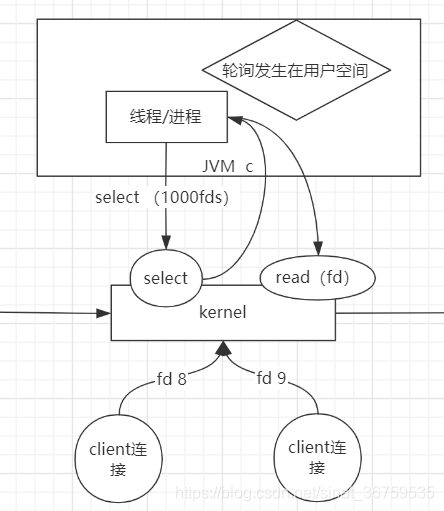 轮询发生在用户空间
线程/进程
JVM c
select （1000fds）
select
read（fd）
kernel
fd 8
fd 9
client连
接
client连
接
https://blog.csdn.net/sinat_36759535